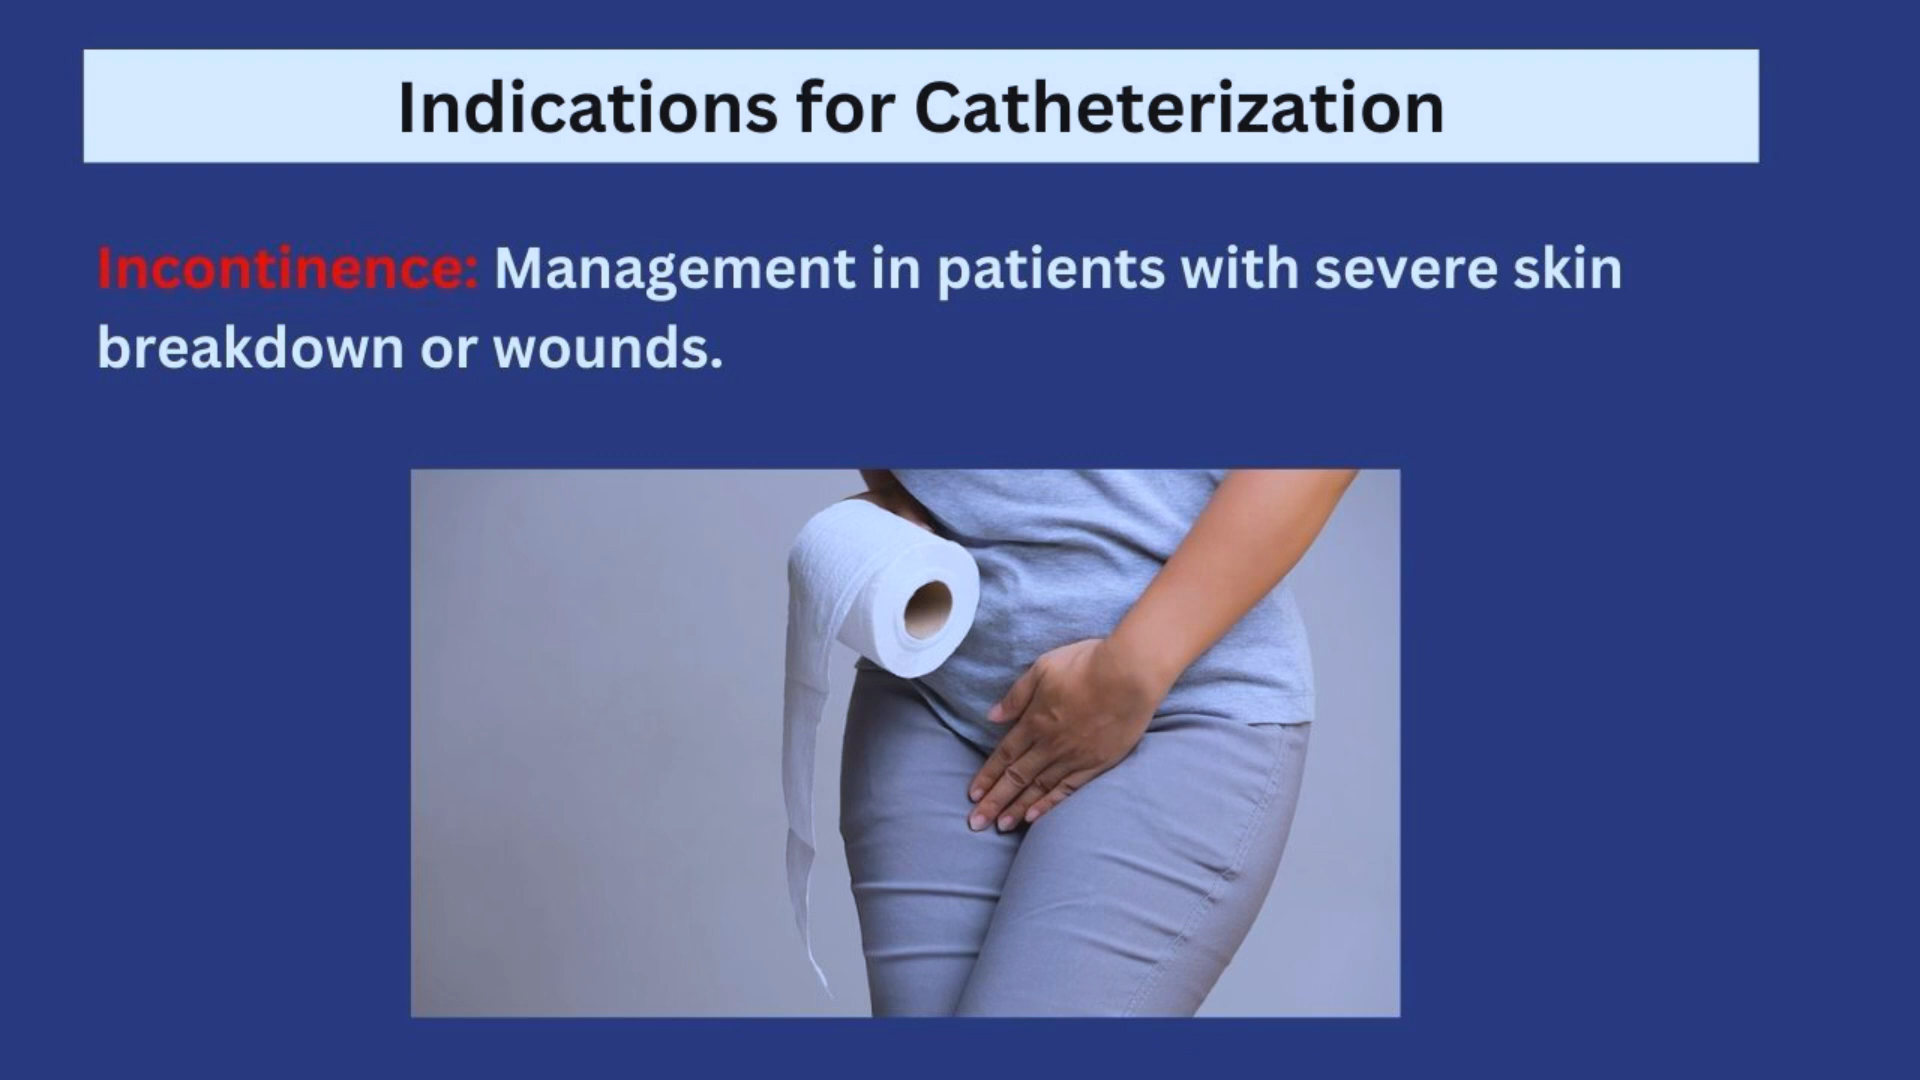 Indications for Catheterization
Incontinence: Management in patients with severe skin
breakdown or wounds.